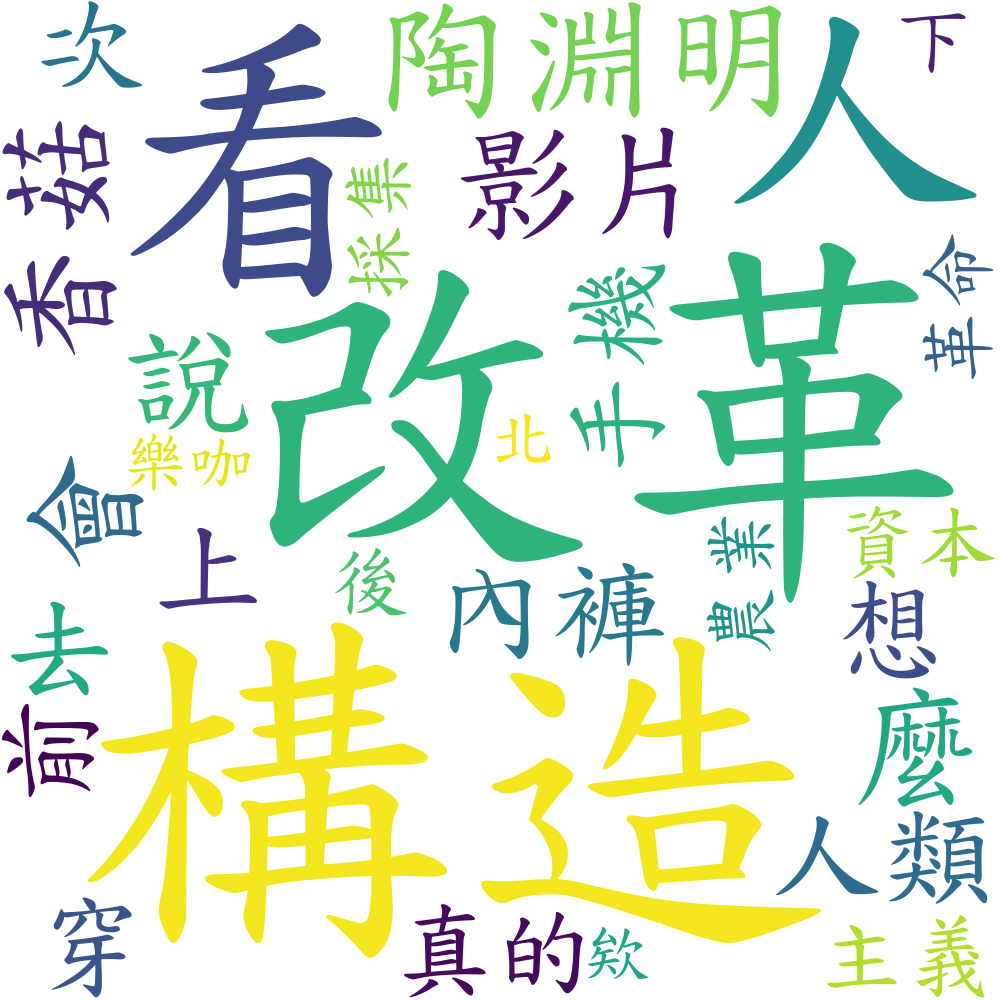 次
看
陶淵明
人
下
香菇
採集
影片
改革
手機
革命
說
樂咖
北
會
上
後
內褲
農業
資本
去
想
前
構造
麼
人類
穿
真的
欸
主義